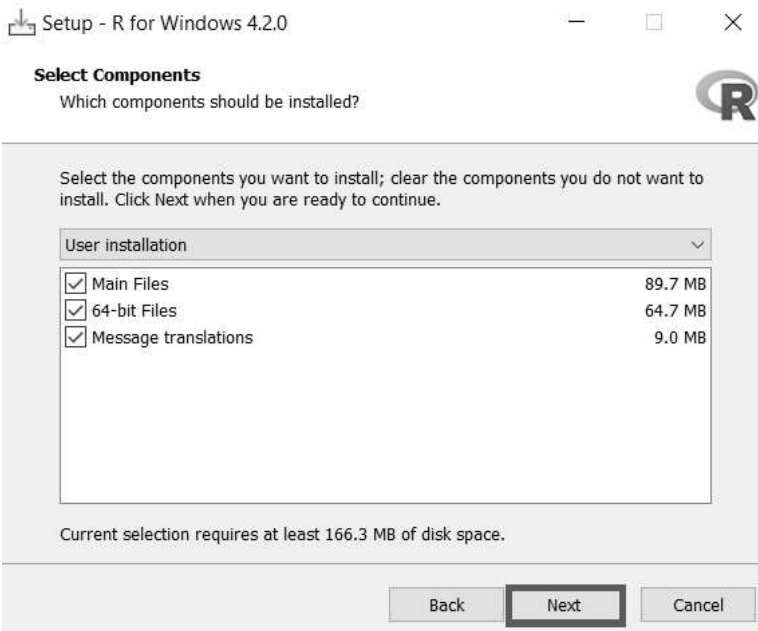 Setup - R for Windows 4.2.0
Select Components
Which components should be installed?
R
Select the components you want to install; clear the components you do not want to
install. Click Next when you are ready to continue.
User installation
Main Files 89.7 MB
64-bit Files 64.7 MB
Message translations 9.0 MB
Current selection requires at least 166.3 MB of disk space.
Back Next Cancel